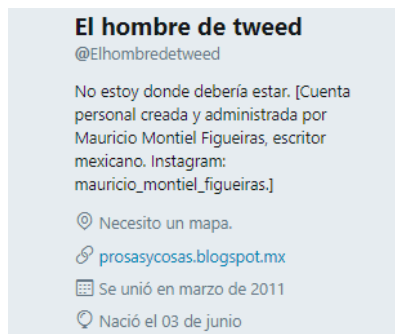 El hombre de tweed
@Elhombredetweed
No estoy donde debería estar. [Cuenta
personal creada y administrada por
Mauricio Montiel Figueiras, escritor
mexicano. Instagram:
mauricio_montiel_figueiras.]
Necesito un mapa.
prosasycosas.blogspot.mx
Se unió en marzo de 2011
Nació el 03 de junio